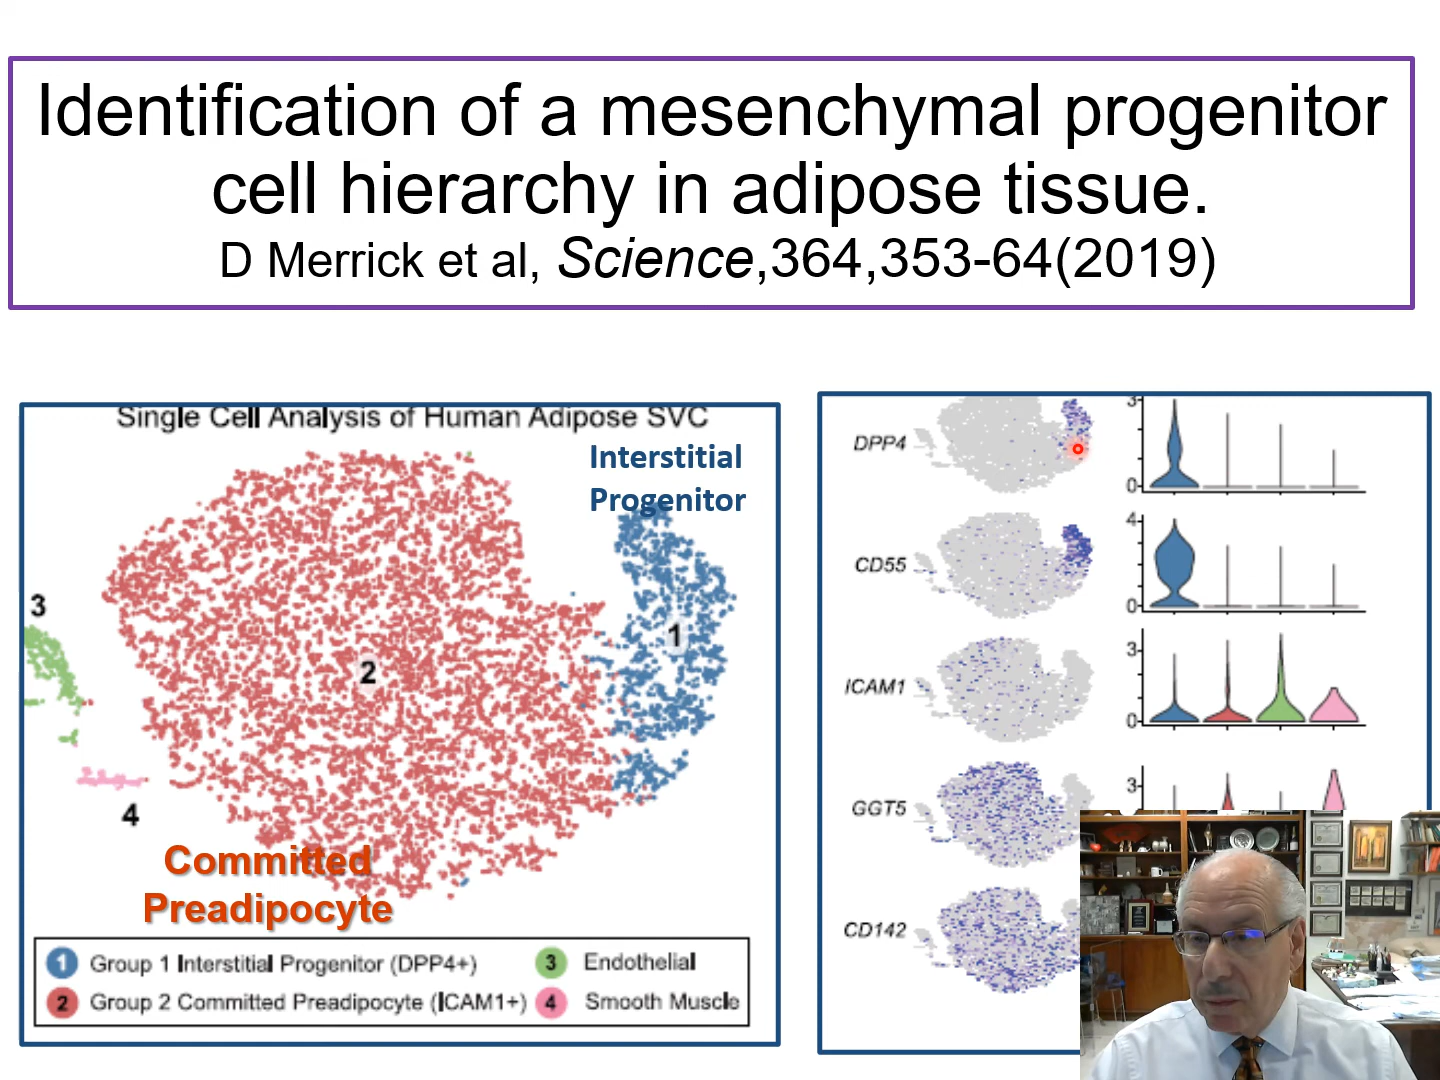 Identification of a mesenchymal progenitor
cell hierarchy in adipose tissue.
D Merrick et al, Science,364,353-64(2019)
Single Cell Analysis of Human Adipose SVC
Interstitial
Progenitor
3
1
2
4
Committed
Preadipocyte
1 Group 1 Interstitial Progenitor (DPP4+)
3 Endothelial
2 Group 2 Committed Preadipocyte (ICAM1+)
4 Smooth Muscle
DPP4
3
0
CD55
4
0
ICAM1
3
0
GGT5
3
CD142